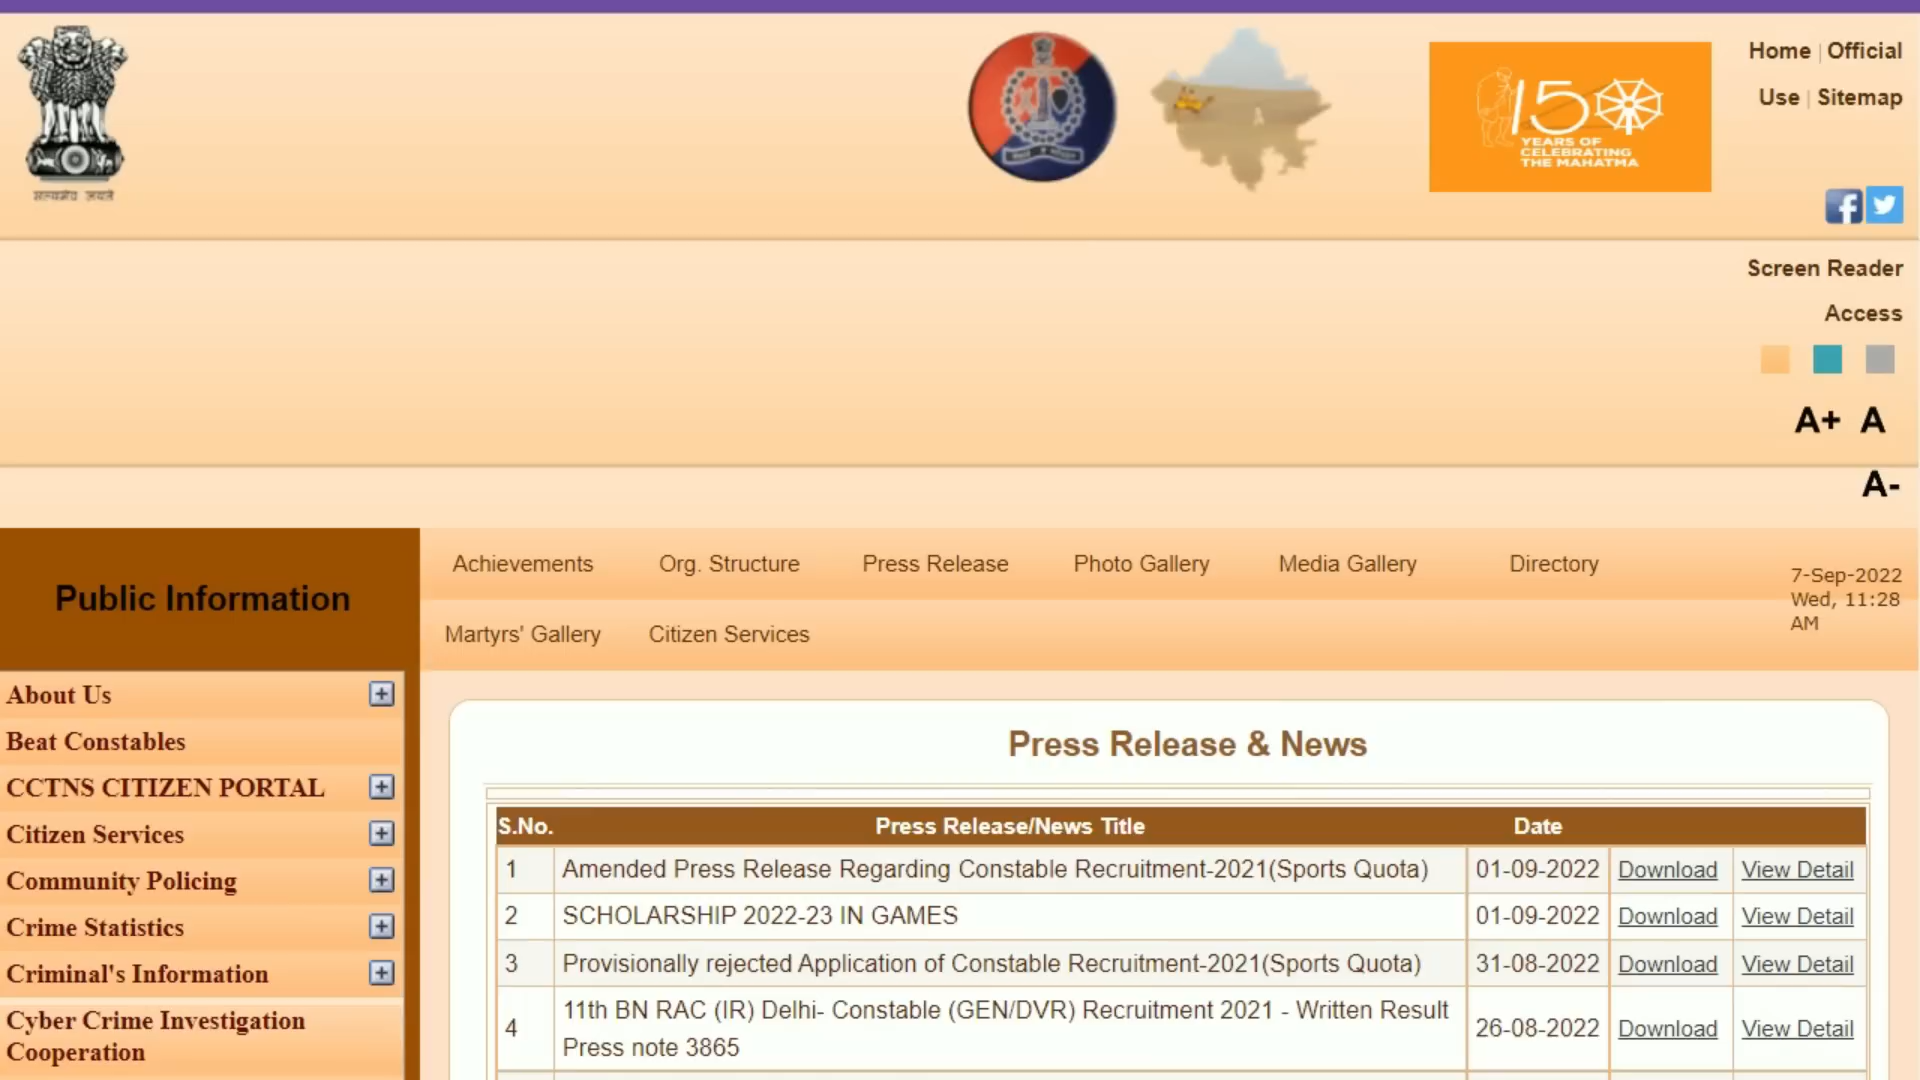 सत्यमेव जयते
150
YEARS OF
CELEBRATING
THE MAHATMA
Home | Official
Use | Sitemap
Screen Reader
Access
A+ A
A-
Public Information
Achievements Org. Structure Press Release Photo Gallery Media Gallery Directory
Martyrs' Gallery Citizen Services
7-Sep-2022
Wed, 11:28
AM
About Us
Beat Constables
CCTNS CITIZEN PORTAL
Citizen Services
Community Policing
Crime Statistics
Criminal's Information
Cyber Crime Investigation
Cooperation
Press Release & News
S.No. Press Release/News Title Date
1 Amended Press Release Regarding Constable Recruitment-2021(Sports Quota) 01-09-2022 Download View Detail
2 SCHOLARSHIP 2022-23 IN GAMES 01-09-2022 Download View Detail
3 Provisionally rejected Application of Constable Recruitment-2021(Sports Quota) 31-08-2022 Download View Detail
4 11th BN RAC (IR) Delhi- Constable (GEN/DVR) Recruitment 2021 - Written Result
Press note 3865 26-08-2022 Download View Detail